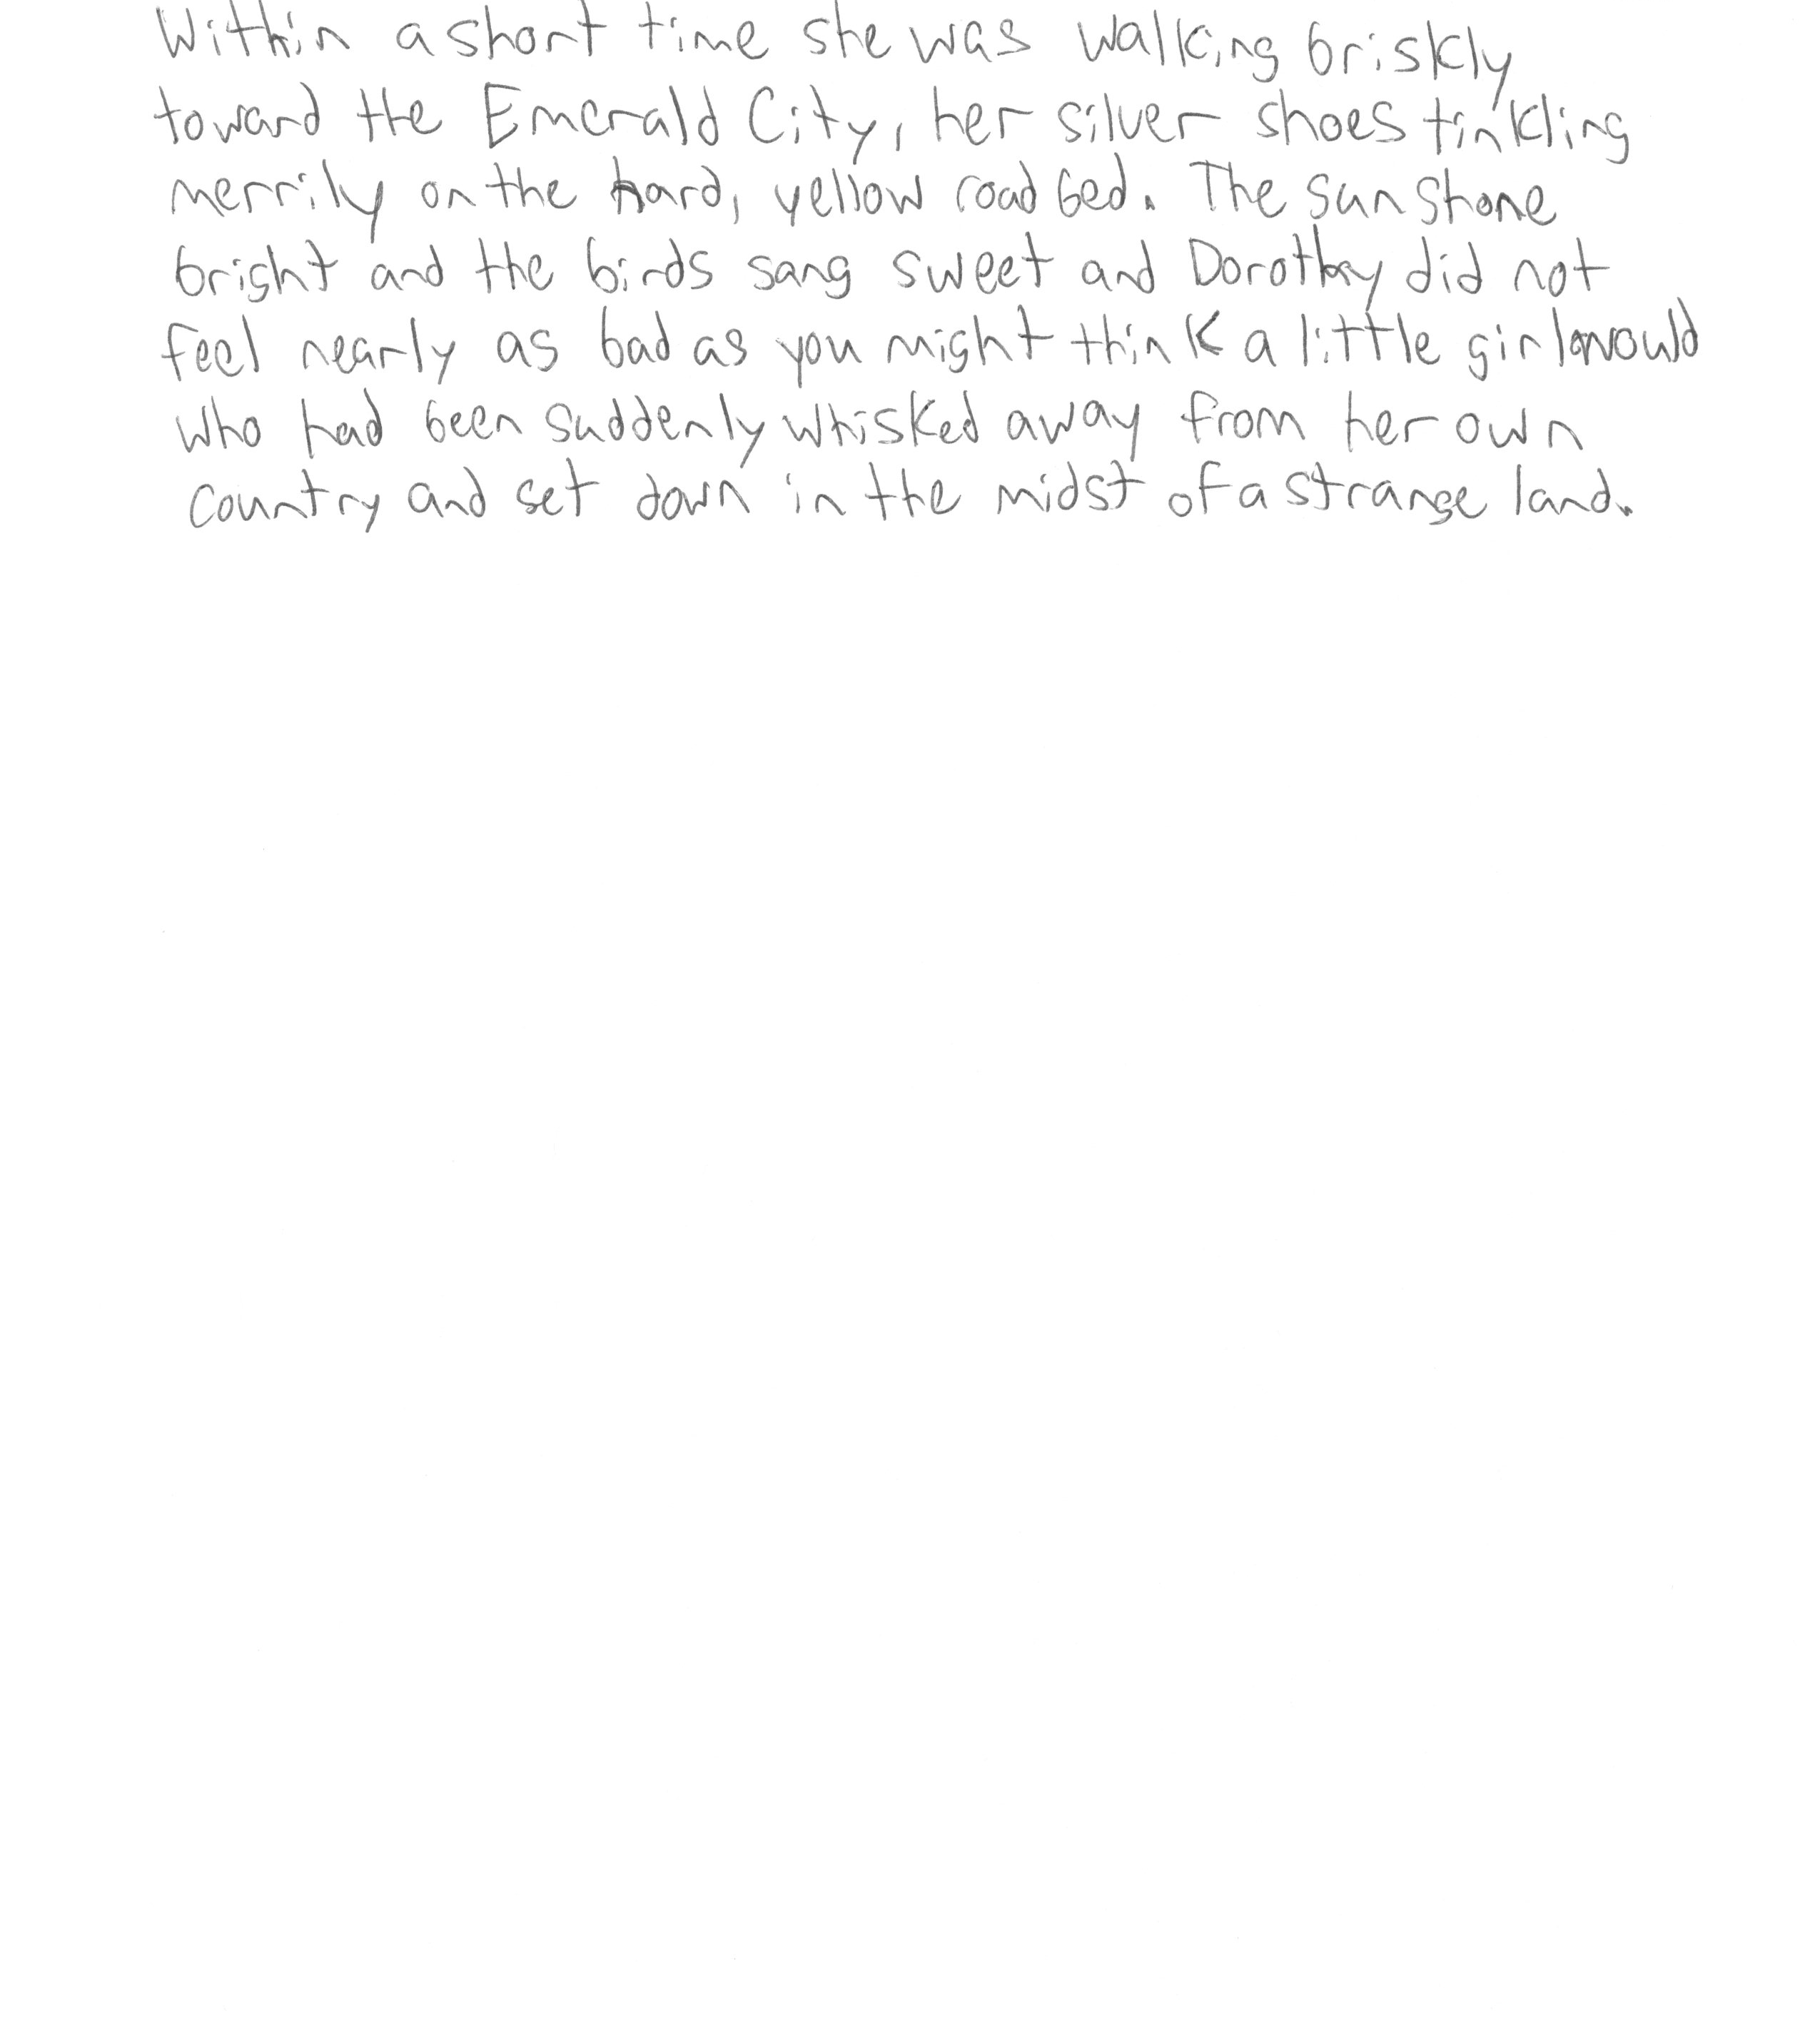 Within a short time she was walking briskly
toward the Emerald City, her silver shoes tinkling
merrily on the hard, yellow roadbed. The sun shone
bright and the birds sang sweet and Dorothy did not
feel nearly as bad as you might think a little girl would
who had been suddenly whisked away from her own
country and set down in the midst of a strange land.